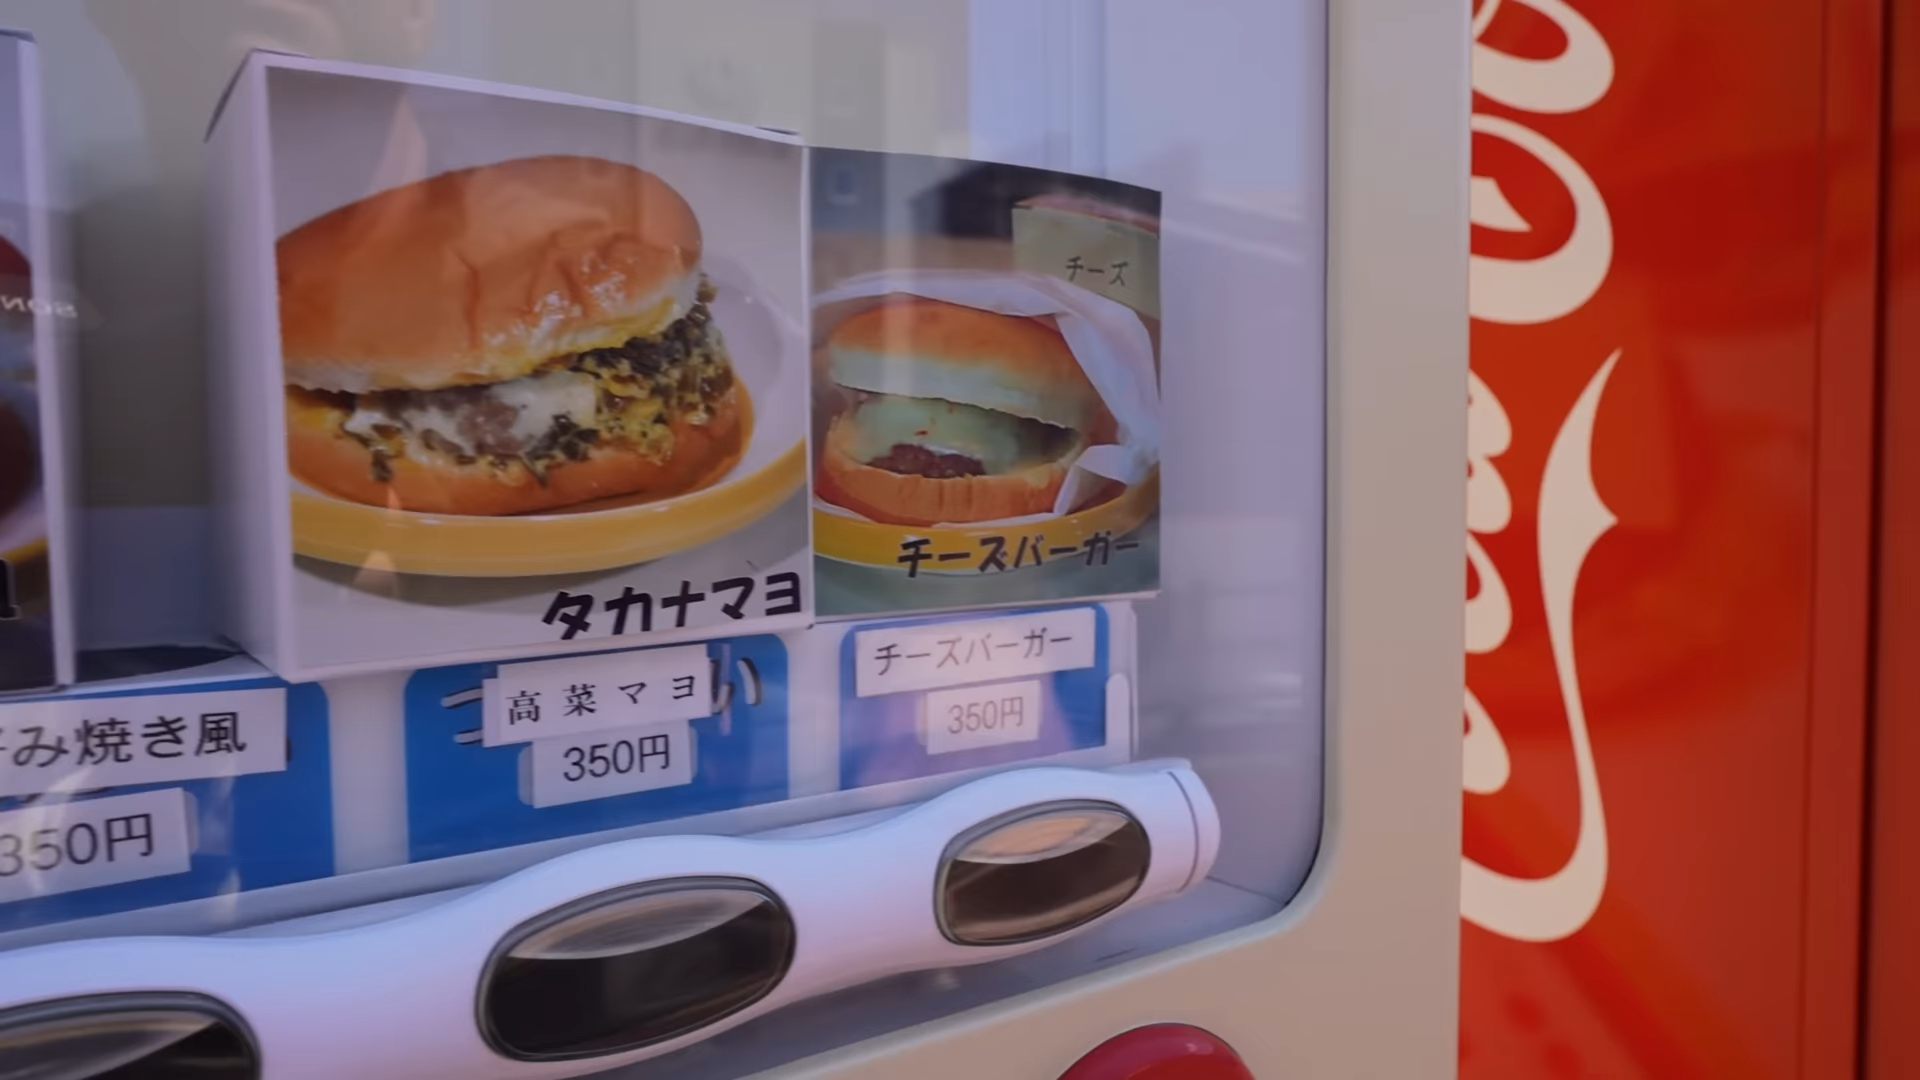 チーズ
チーズバーガー
タカナマヨ
チーズバーガー
350円
高菜マヨ
350円
み焼き風
350円